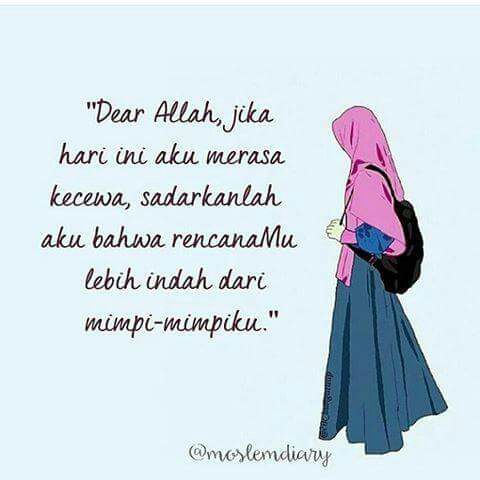 "Dear Allah, jika
hari ini aku merasa
kecewa, sadarkanlah
aku bahwa rencanaMu
lebih indah dari
mimpi-mimpiku."
@moslemdiary